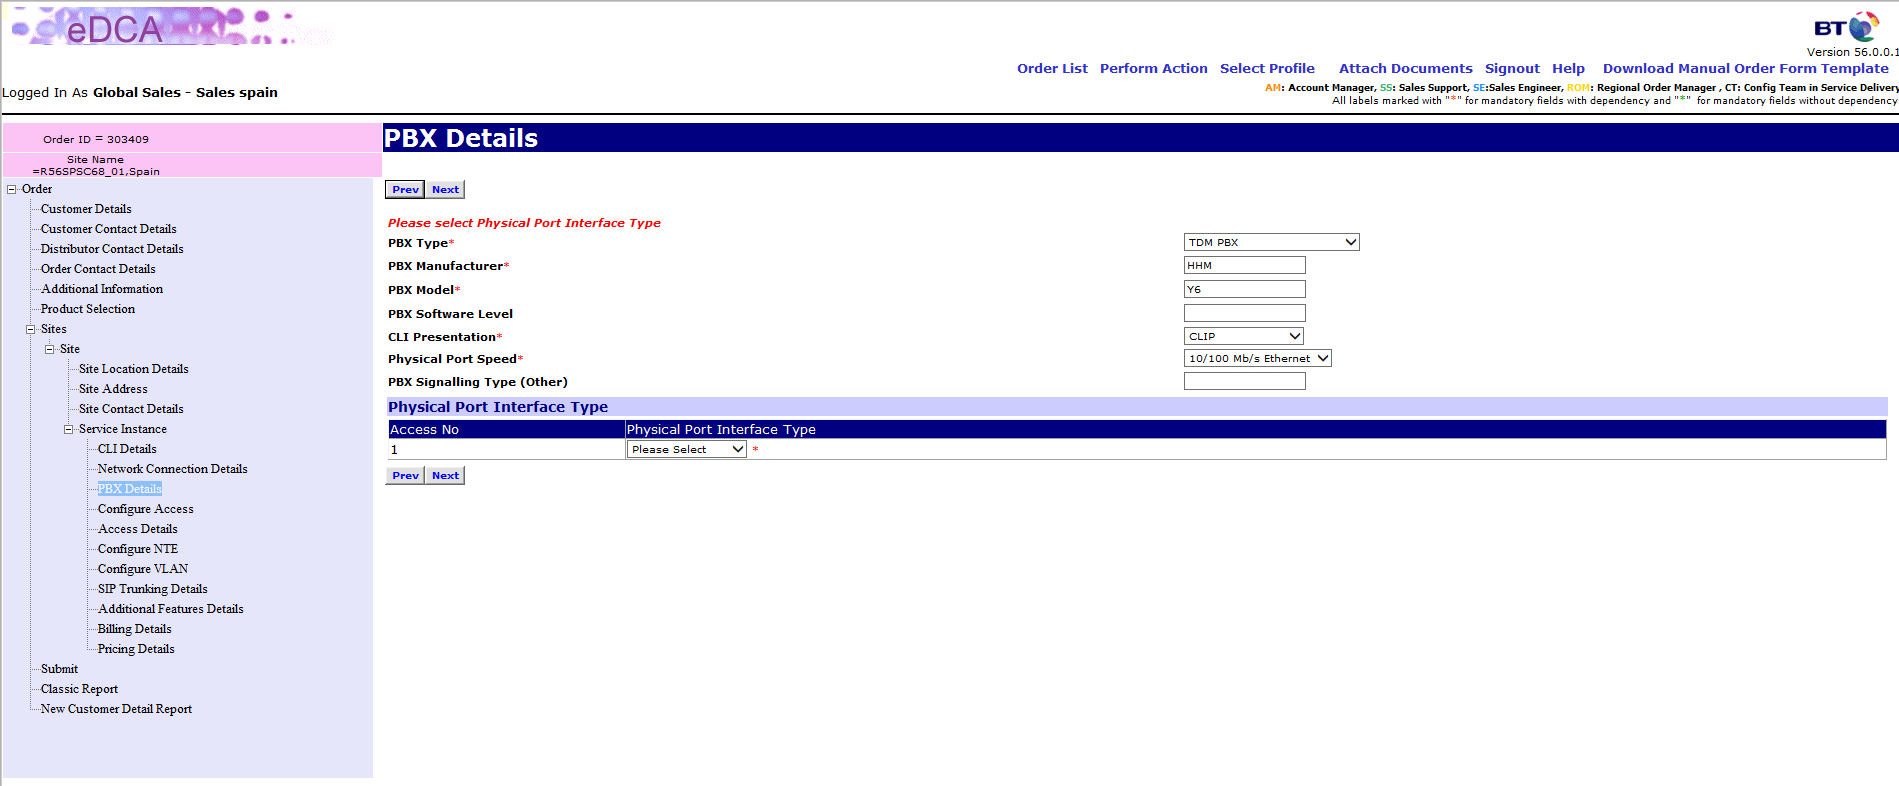 eDCA
BT
Version 56.0.0.1
Order List Perform Action Select Profile Attach Documents Signout Help Download Manual Order Form Template
Logged In As Global Sales - Sales spain
AM: Account Manager, SS: Sales Support, SE:Sales Engineer, ROM: Regional Order Manager , CT: Config Team in Service Delivery
All labels marked with "*" for mandatory fields with dependency and "*" for mandatory fields without dependency
Order ID = 303409
Site Name
=R56SPSC68_01,Spain
Order
Customer Details
Customer Contact Details
Distributor Contact Details
Order Contact Details
Additional Information
Product Selection
Sites
Site
Site Location Details
Site Address
Site Contact Details
Service Instance
CLI Details
Network Connection Details
PBX Details
Configure Access
Access Details
Configure NTE
Configure VLAN
SIP Trunking Details
Additional Features Details
Billing Details
Pricing Details
Submit
Classic Report
New Customer Detail Report
PBX Details
Prev Next
Please select Physical Port Interface Type
PBX Type* TDM PBX
PBX Manufacturer* HHM
PBX Model* Y6
PBX Software Level
CLI Presentation* CLIP
Physical Port Speed* 10/100 Mb/s Ethernet
PBX Signalling Type (Other)
Physical Port Interface Type
Access No Physical Port Interface Type
1 Please Select *
Prev Next